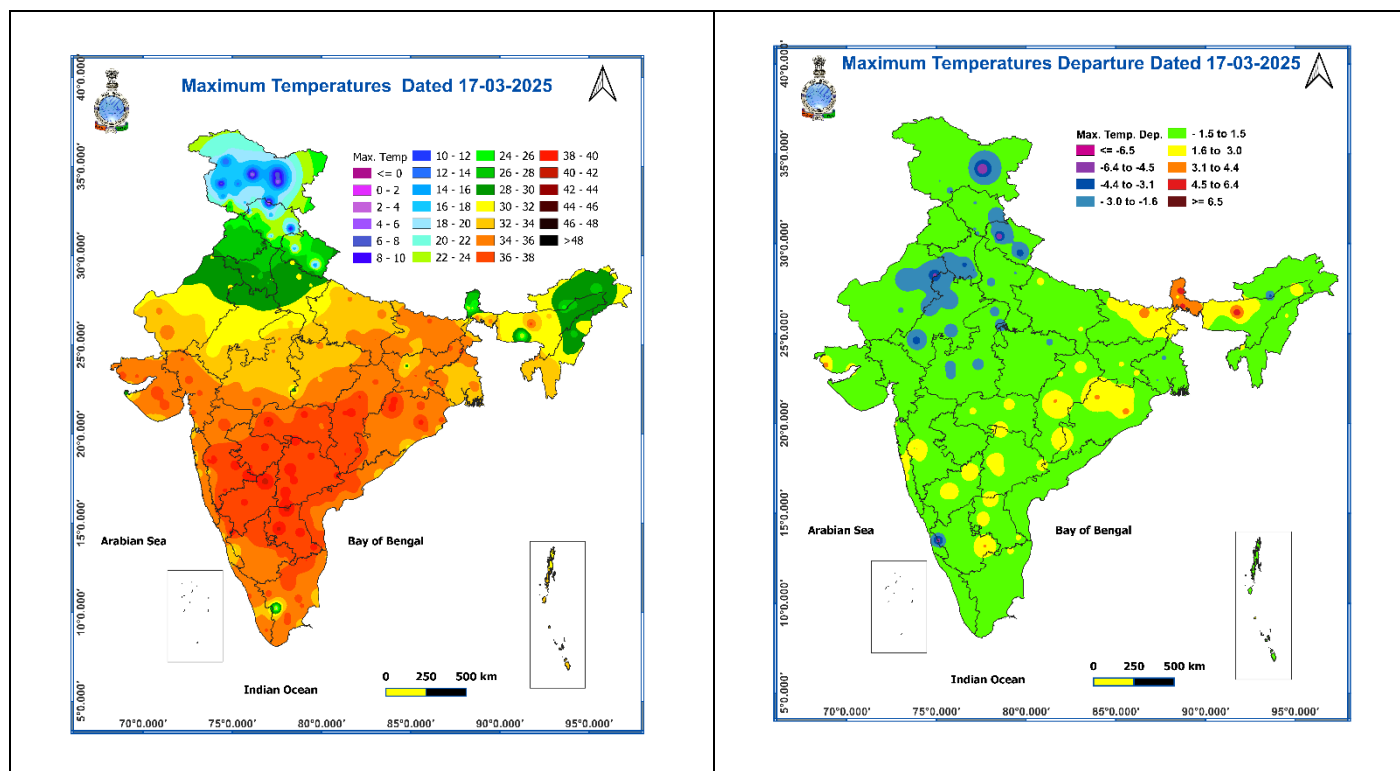 Maximum Temperatures Dated 17-03-2025
Max. Temp
<= 0
0 - 2
2 - 4
4 - 6
6 - 8
8 - 10
10 - 12
12 - 14
14 - 16
16 - 18
18 - 20
20 - 22
22 - 24
24 - 26
26 - 28
28 - 30
30 - 32
32 - 34
34 - 36
36 - 38
38 - 40
40 - 42
42 - 44
44 - 46
46 - 48
>48
40°0.000'
35°0.000'
30°0.000'
25°0.000'
20°0.000'
15°0.000'
10°0.000'
5°0.000'
Arabian Sea
Bay of Bengal
Indian Ocean
0 250 500 km
70°0.000' 75°0.000' 80°0.000' 85°0.000' 90°0.000' 95°0.000'
Maximum Temperatures Departure Dated 17-03-2025
Max. Temp. Dep.
<= -6.5
-6.4 to -4.5
-4.4 to -3.1
- 3.0 to -1.6
- 1.5 to 1.5
1.6 to 3.0
3.1 to 4.4
4.5 to 6.4
>= 6.5
40°0.000'
35°0.000'
30°0.000'
25°0.000'
20°0.000'
15°0.000'
10°0.000'
5°0.000'
Arabian Sea
Bay of Bengal
Indian Ocean
0 250 500 km
70°0.000' 75°0.000' 80°0.000' 85°0.000' 90°0.000' 95°0.000'